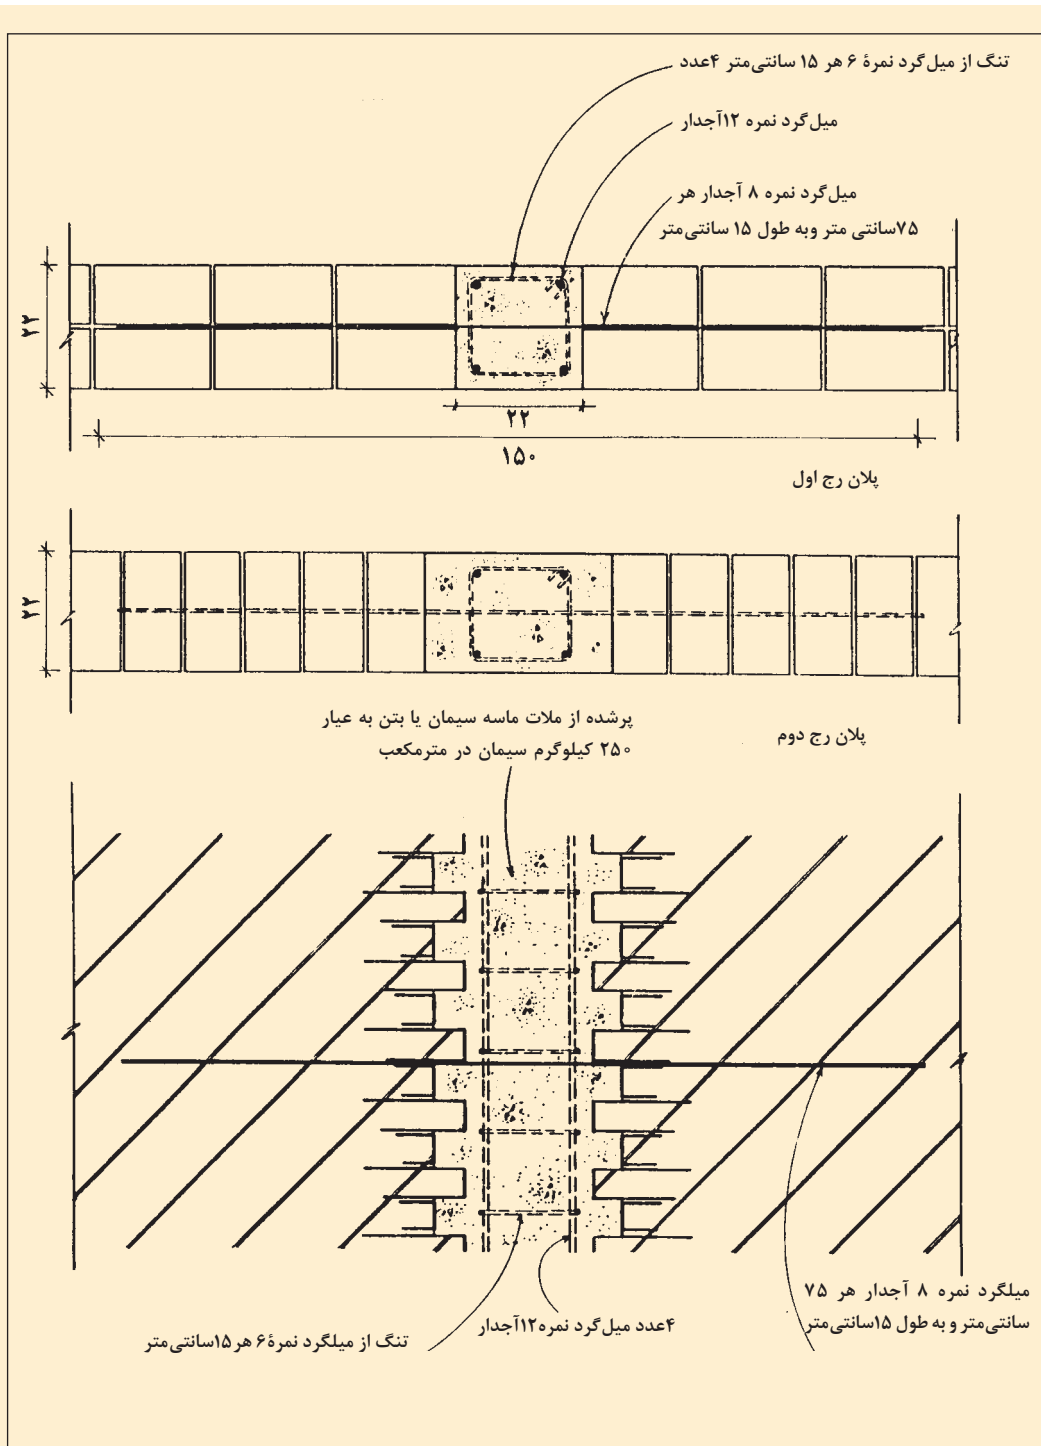 تنگ از میل‌گرد نمرهٔ ۶ هر ۱۵ سانتی‌متر ۴عدد
میل‌گرد نمره ۱۲آجدار
میل‌گرد نمره ۸ آجدار هر
۷۵سانتی متر وبه طول ۱۵ سانتی‌متر
۲۲
۲۲
۱۵۰
پلان رج اول
۲۲
پلان رج دوم
پرشده از ملات ماسه سیمان یا بتن به عیار
۲۵۰ کیلوگرم سیمان در مترمکعب
میلگرد نمره ۸ آجدار هر ۷۵
سانتی‌متر و به طول ۱۵سانتی‌متر
۴عدد میل‌گرد نمره۱۲آجدار
تنگ از میلگرد نمرهٔ۶ هر۱۵سانتی‌متر